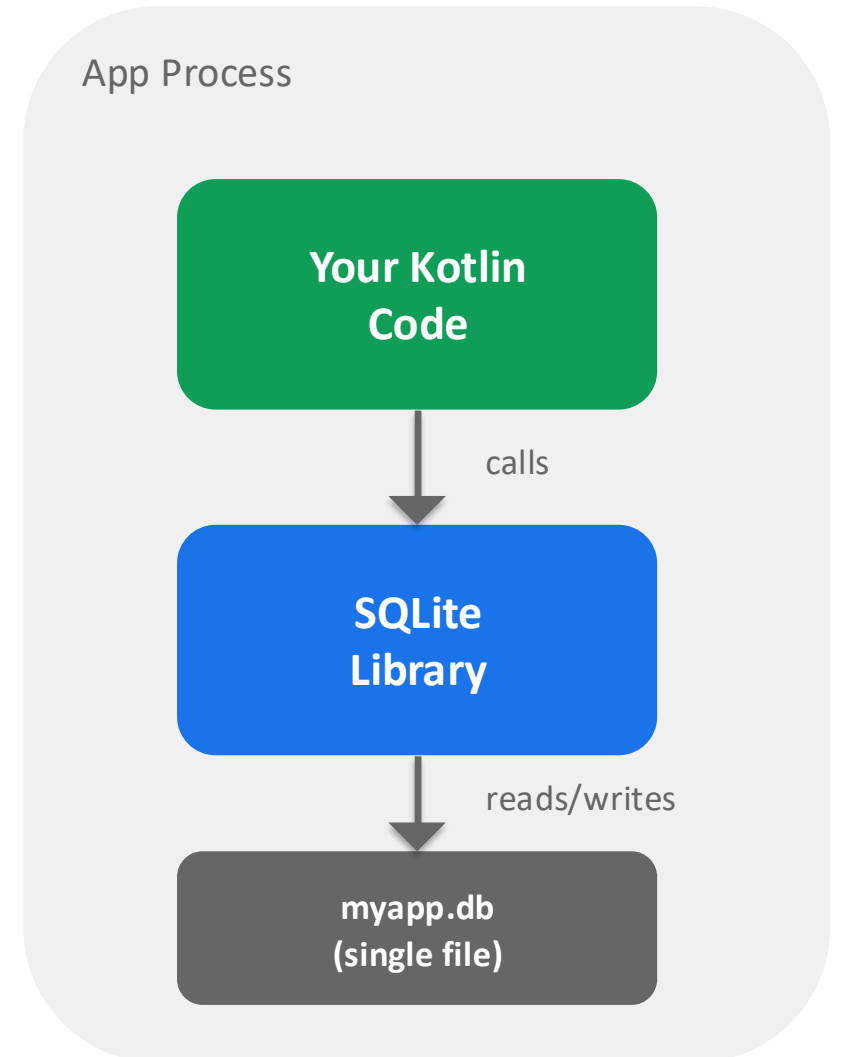 App Process
Your Kotlin
Code
calls
SQLite
Library
reads/writes
myapp.db
(single file)